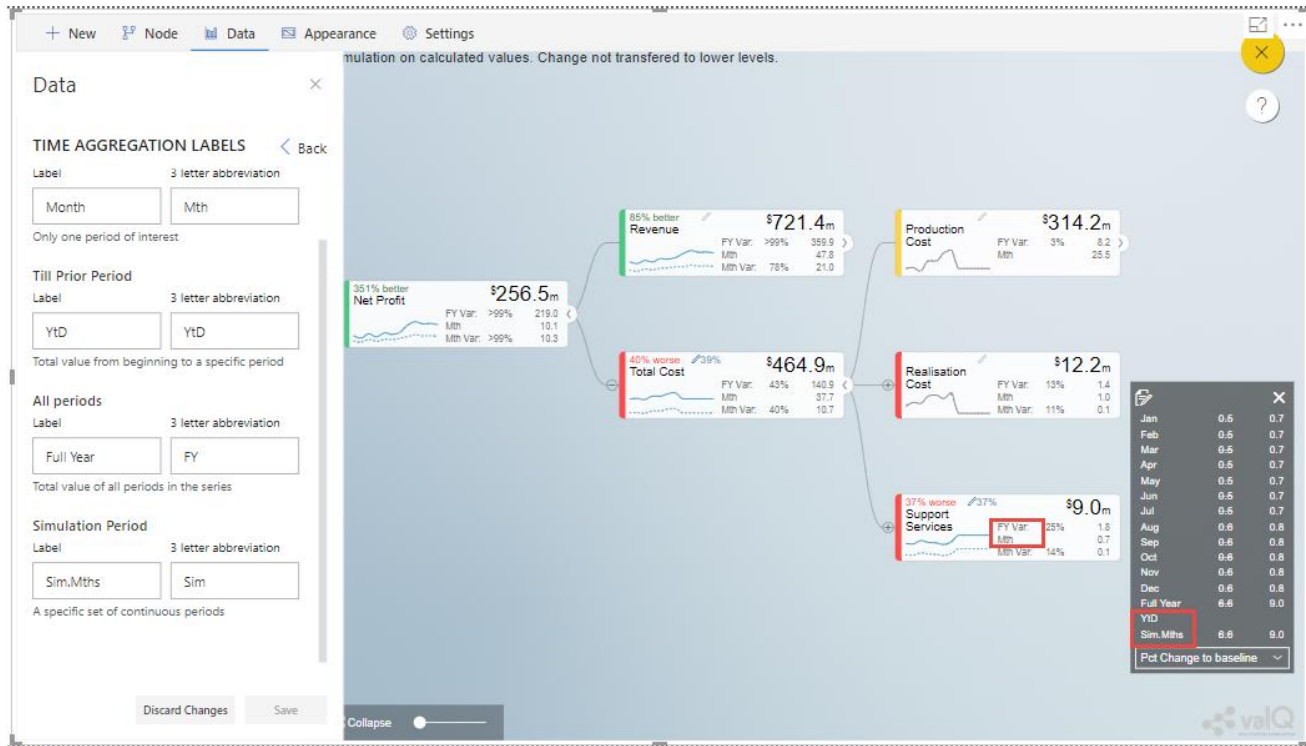 New Node Data Appearance Settings
mulation on calculated values. Change not transfered to lower levels.
Data
TIME AGGREGATION LABELS Back
Label 3 letter abbreviation
Month Mth
Only one period of interest
Till Prior Period
Label 3 letter abbreviation
YtD YtD
Total value from beginning to a specific period
All periods
Label 3 letter abbreviation
Full Year FY
Total value of all periods in the series
Simulation Period
Label 3 letter abbreviation
Sim.Mths Sim
A specific set of continuous periods
Discard Changes Save
Collapse
351% better
Net Profit $256.5m
FY Var. >99% 219.0
Mth 10.1
Mth Var. >99% 10.3
85% better
Revenue $721.4m
FY Var. >99% 359.9
Mth 47.8
Mth Var. 78% 21.0
40% worse 39%
Total Cost $464.9m
FY Var. 43% 140.9
Mth 37.7
Mth Var. 40% 10.7
Production
Cost $314.2m
FY Var. 3% 8.2
Mth 25.5
Realisation
Cost $12.2m
FY Var. 13% 1.4
Mth 1.0
Mth Var. 11% 0.1
37% worse 37%
Support
Services $9.0m
FY Var. 25% 1.8
Mth 0.7
Mth Var. 14% 0.1
?
Jan 0.5 0.7
Feb 0.5 0.7
Mar 0.5 0.7
Apr 0.5 0.7
May 0.5 0.7
Jun 0.5 0.7
Jul 0.5 0.7
Aug 0.6 0.8
Sep 0.6 0.8
Oct 0.6 0.8
Nov 0.6 0.8
Dec 0.6 0.8
Full Year 6.6 9.0
YtD
Sim.Mths 6.6 9.0
Pct Change to baseline
valQ